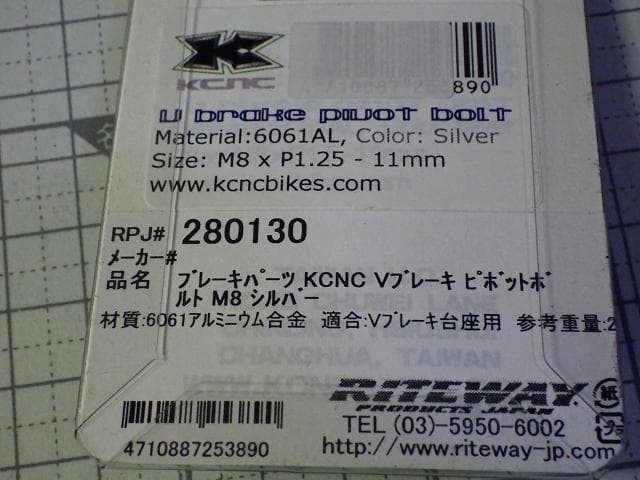 KCNC
890
V brake pivot bolt
Material:6061AL, Color: Silver
Size: M8 x P1.25 - 11mm
www.kcncbikes.com
RPJ# 280130
メーカー#
品名 ブレーキパーツ KCNC Vブレーキ ピボットボ
ルト M8 シルバー
材質:6061アルミニウム合金 適合:Vブレーキ台座用 参考重量:2
CHANGHUA, TAIWAN
RITEWAY
PRODUCTS JAPAN
TEL (03)-5950-6002
http://www.riteway-jp.com/
4710887253890
紙
プラ